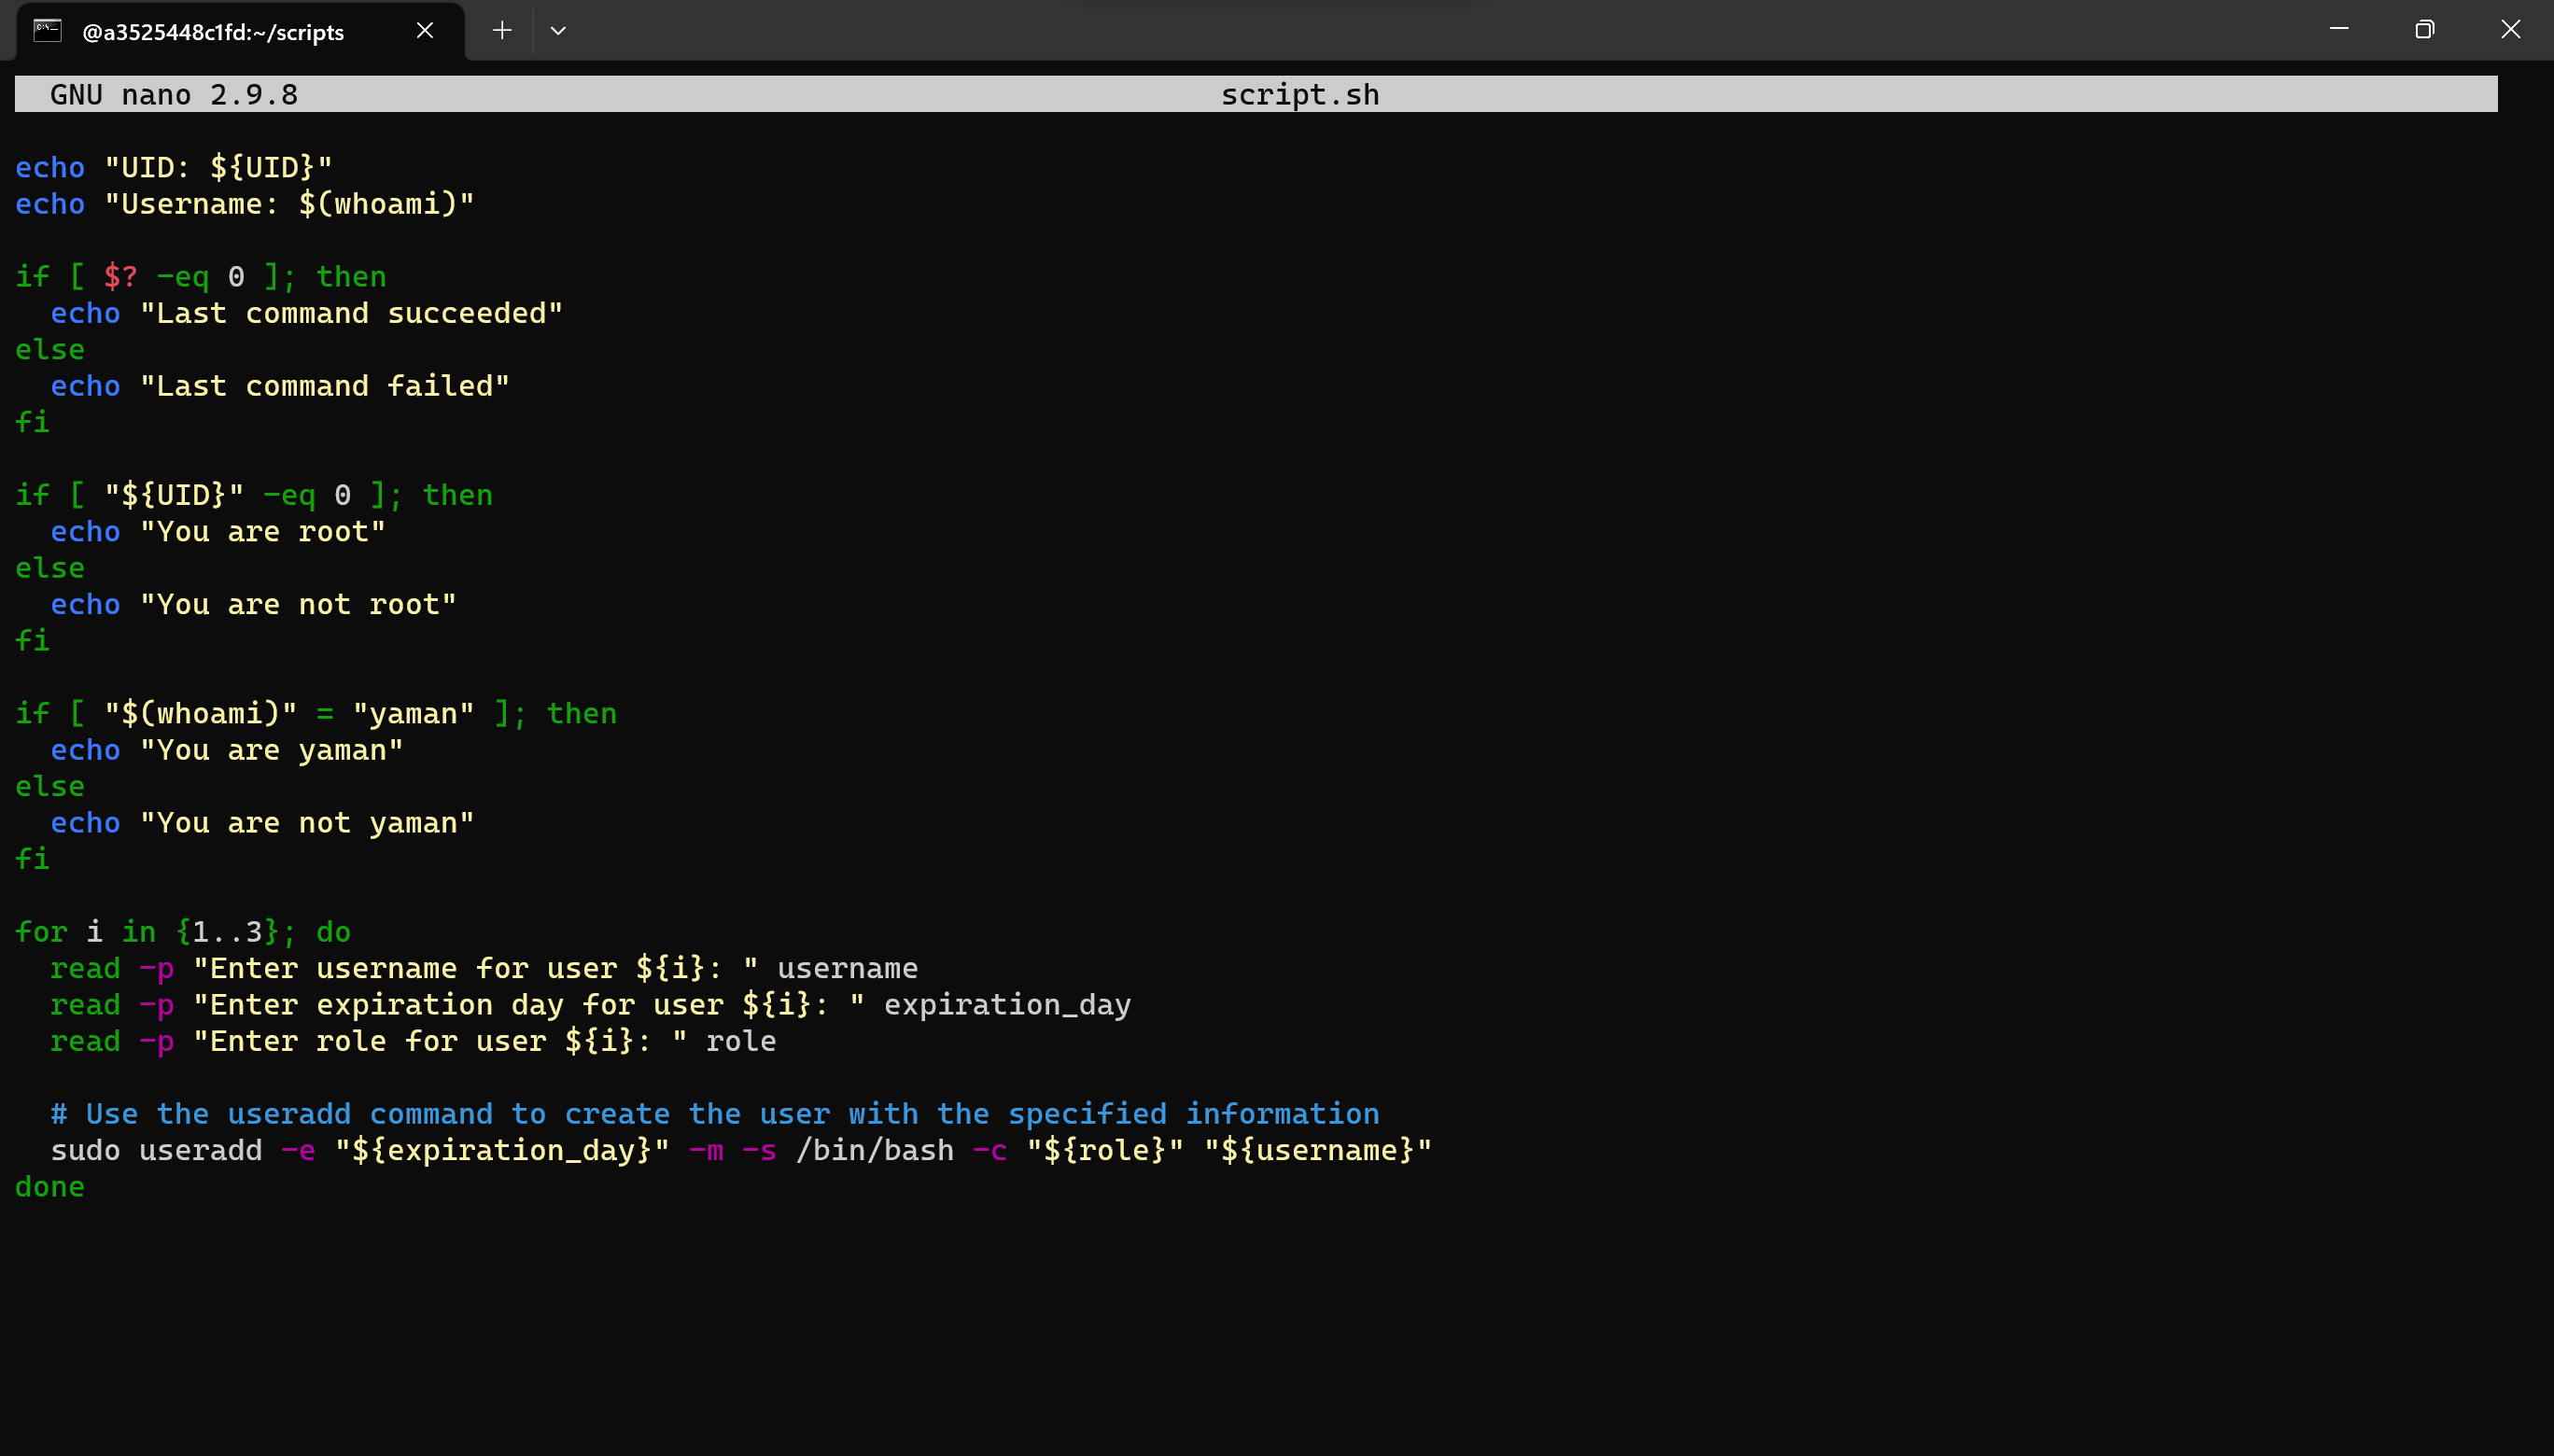 @a3525448c1fd:~/scripts
GNU nano 2.9.8 script.sh
echo "UID: ${UID}"
echo "Username: $(whoami)"
if [ $? -eq 0 ]; then
  echo "Last command succeeded"
else
  echo "Last command failed"
fi
if [ "${UID}" -eq 0 ]; then
  echo "You are root"
else
  echo "You are not root"
fi
if [ "$(whoami)" = "yaman" ]; then
  echo "You are yaman"
else
  echo "You are not yaman"
fi
for i in {1..3}; do
  read -p "Enter username for user ${i}: " username
  read -p "Enter expiration day for user ${i}: " expiration_day
  read -p "Enter role for user ${i}: " role
  # Use the useradd command to create the user with the specified information
  sudo useradd -e "${expiration_day}" -m -s /bin/bash -c "${role}" "${username}"
done